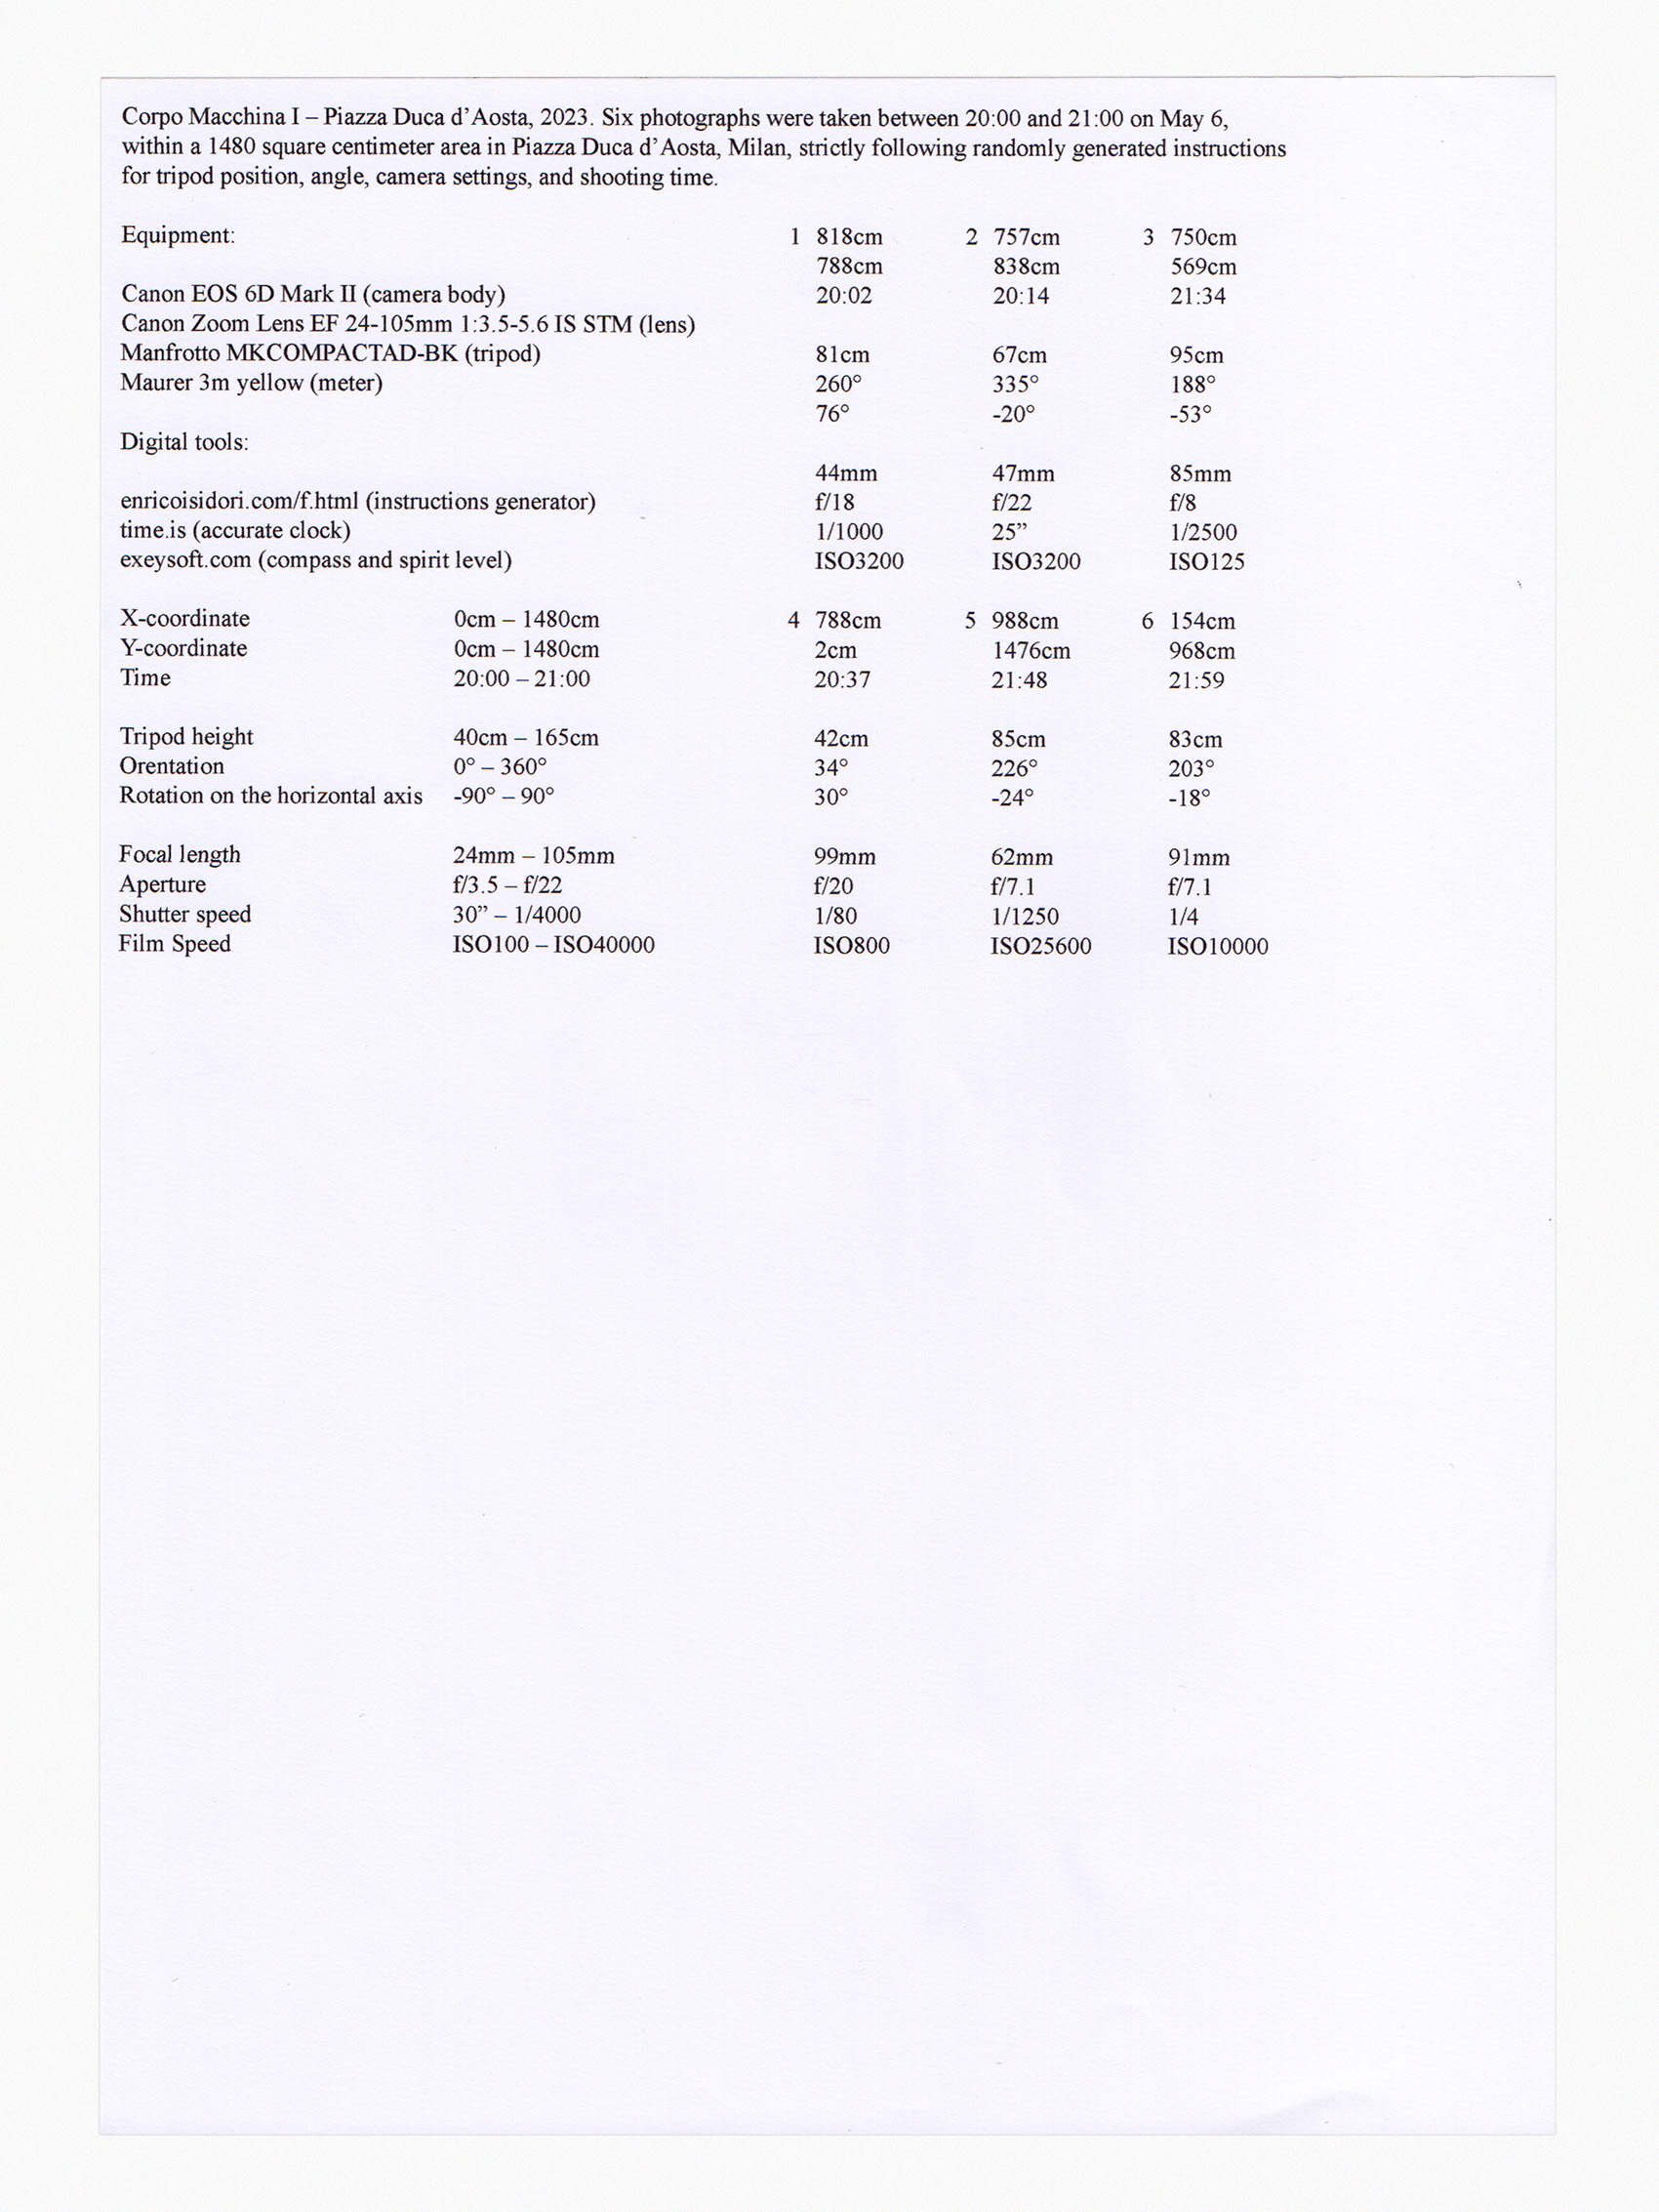 Corpo Macchina I – Piazza Duca d’Aosta, 2023. Six photographs were taken between 20:00 and 21:00 on May 6,
within a 1480 square centimeter area in Piazza Duca d’Aosta, Milan, strictly following randomly generated instructions
for tripod position, angle, camera settings, and shooting time.
Equipment:
Canon EOS 6D Mark II (camera body)
Canon Zoom Lens EF 24-105mm 1:3.5-5.6 IS STM (lens)
Manfrotto MKCOMPACTAD-BK (tripod)
Maurer 3m yellow (meter)
Digital tools:
enricoisidori.com/f.html (instructions generator)
time.is (accurate clock)
exeysoft.com (compass and spirit level)
X-coordinate 0cm – 1480cm
Y-coordinate 0cm – 1480cm
Time 20:00 – 21:00
Tripod height 40cm – 165cm
Orentation 0° – 360°
Rotation on the horizontal axis -90° – 90°
Focal length 24mm – 105mm
Aperture f/3.5 – f/22
Shutter speed 30” – 1/4000
Film Speed ISO100 – ISO40000
1 818cm 2 757cm 3 750cm
788cm 838cm 569cm
20:02 20:14 21:34
81cm 67cm 95cm
260° 335° 188°
76° -20° -53°
44mm 47mm 85mm
f/18 f/22 f/8
1/1000 25” 1/2500
ISO3200 ISO3200 ISO125
4 788cm 5 988cm 6 154cm
2cm 1476cm 968cm
20:37 21:48 21:59
42cm 85cm 83cm
34° 226° 203°
30° -24° -18°
99mm 62mm 91mm
f/20 f/7.1 f/7.1
1/80 1/1250 1/4
ISO800 ISO25600 ISO10000